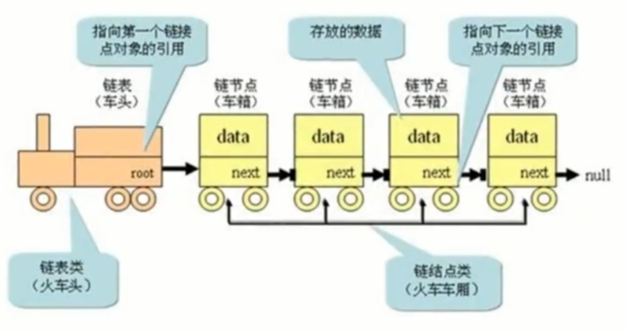 指向第一个链接
点对象的引用
存放的数据
指向下一个链接
点对象的引用
链表
（车头）
链节点
（车箱）
链节点
（车箱）
链节点
（车箱）
链节点
（车箱）
root
data
next
data
next
data
next
data
next
null
链表类
（火车头）
链结点类
（火车车厢）